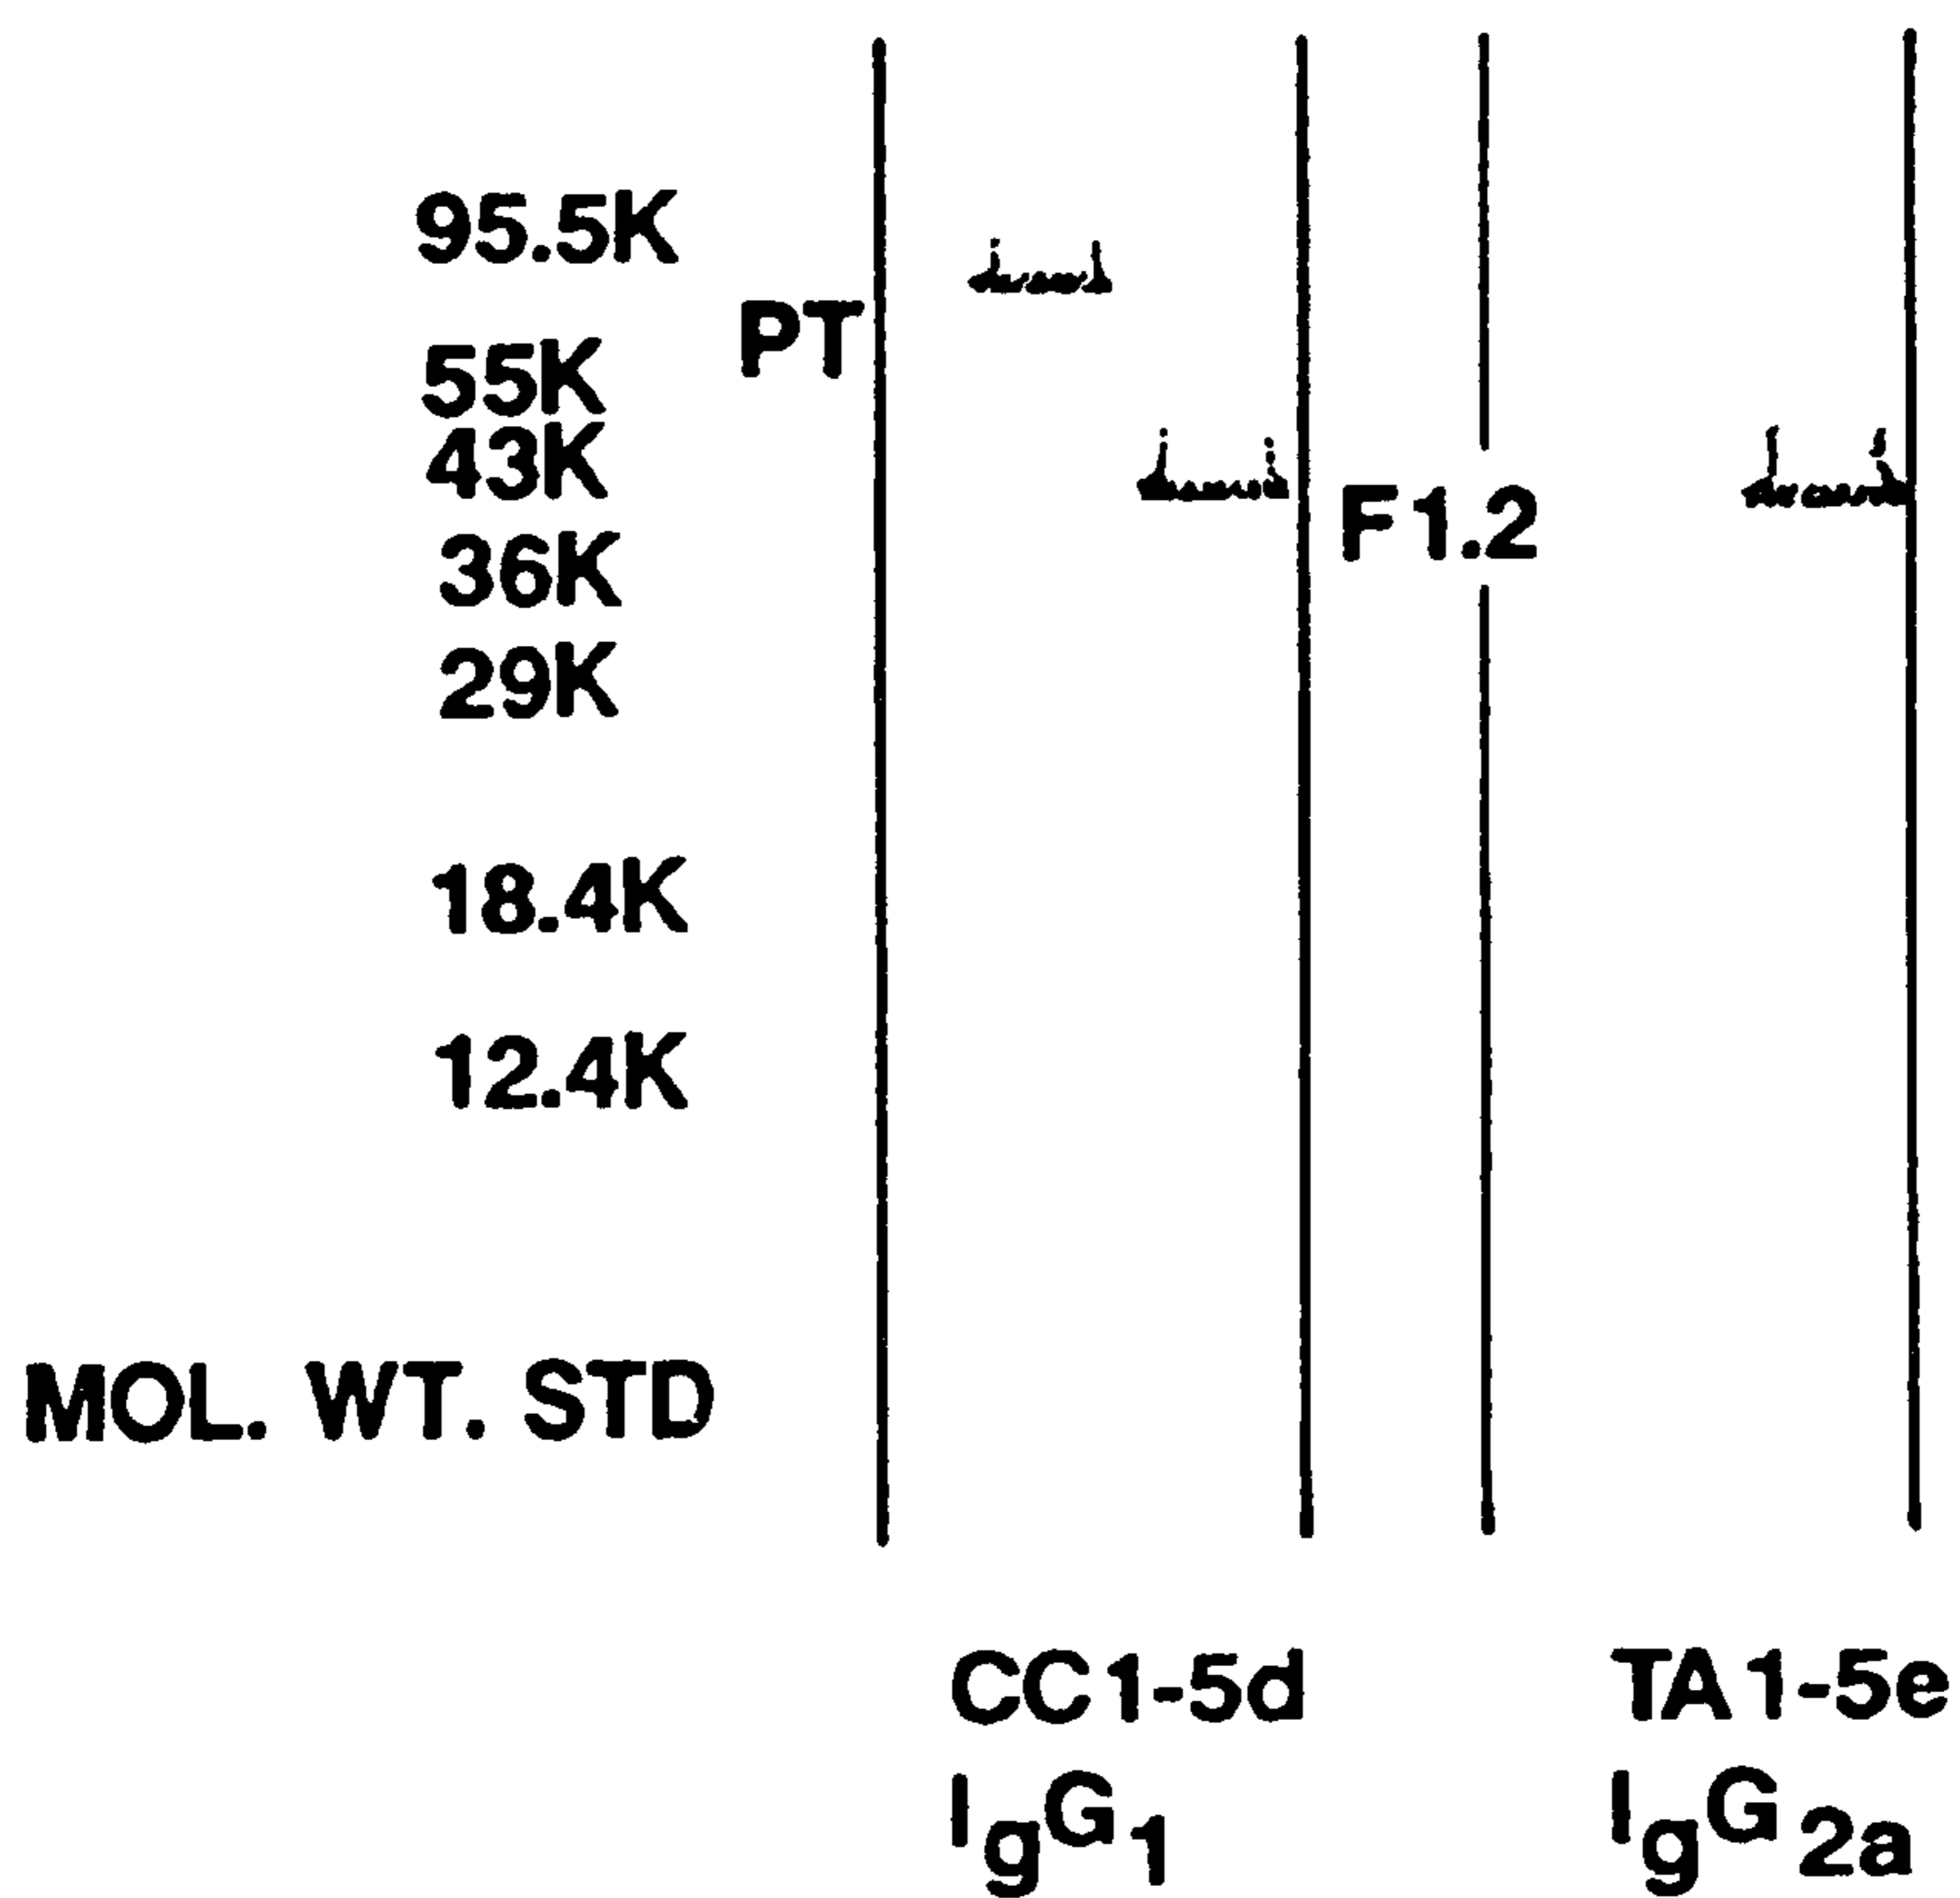 95.5K
PT
55K
43K
F1.2
36K
29K
18.4K
12.4K
MOL. WT. STD
CC1-5d
TA1-5e
IgG1
IgG2a